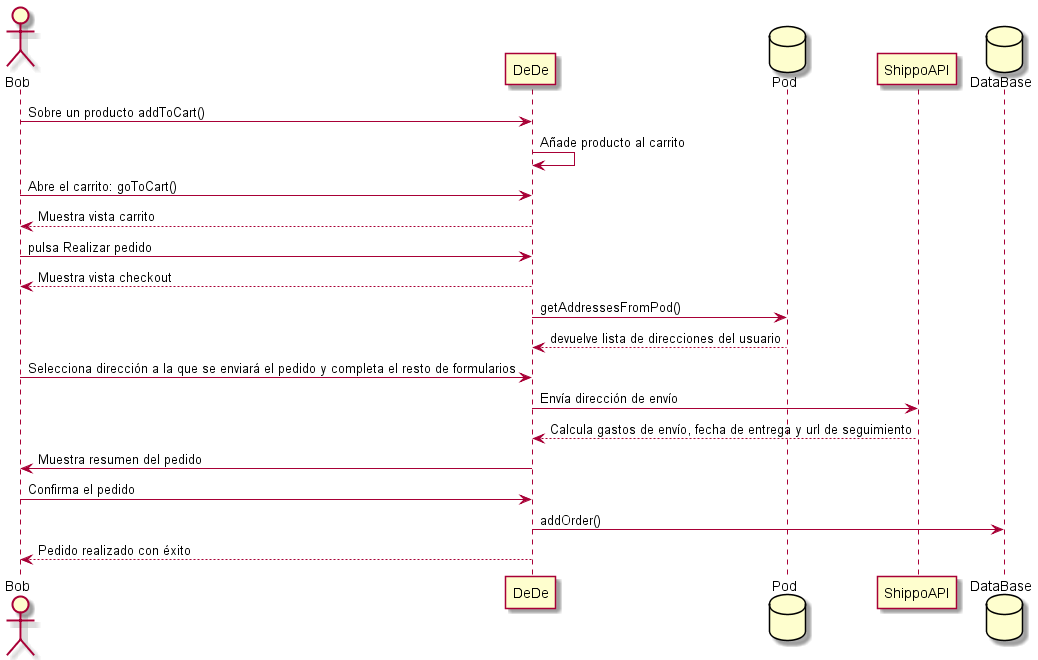 Bob
DeDe
Pod
ShippoAPI
DataBase
Sobre un producto addToCart()
Añade producto al carrito
Abre el carrito: goToCart()
Muestra vista carrito
pulsa Realizar pedido
Muestra vista checkout
getAddressesFromPod()
devuelve lista de direcciones del usuario
Selecciona dirección a la que se enviará el pedido y completa el resto de formularios
Envía dirección de envío
Calcula gastos de envío, fecha de entrega y url de seguimiento
Muestra resumen del pedido
Confirma el pedido
addOrder()
Pedido realizado con éxito
Bob
DeDe
Pod
ShippoAPI
DataBase